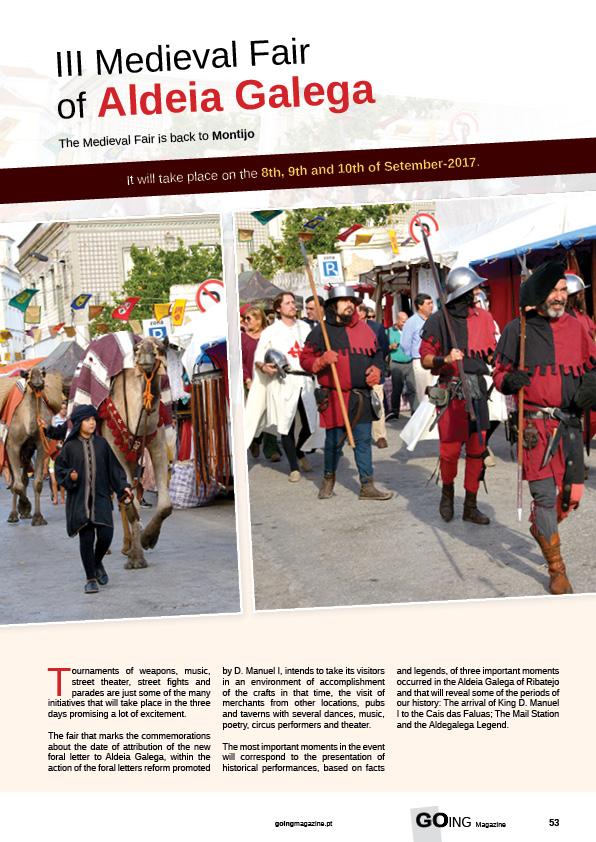 III Medieval Fair
of Aldeia Galega
The Medieval Fair is back to Montijo
It will take place on the 8th, 9th and 10th of Setember-2017.
ZONA
P
ZONA
P
Tournaments of weapons, music,
street theater, street fights and
parades are just some of the many
initiatives that will take place in the three
days promising a lot of excitement.
The fair that marks the commemorations
about the date of attribution of the new
foral letter to Aldeia Galega, within the
action of the foral letters reform promoted
by D. Manuel I, intends to take its visitors
in an environment of accomplishment
of the crafts in that time, the visit of
merchants from other locations, pubs
and taverns with several dances, music,
poetry, circus performers and theater.
The most important moments in the event
will correspond to the presentation of
historical performances, based on facts
and legends, of three important moments
occurred in the Aldeia Galega of Ribatejo
and that will reveal some of the periods of
our history: The arrival of King D. Manuel
I to the Cais das Faluas; The Mail Station
and the Aldegalega Legend.
goingmagazine.pt
GOING Magazine
53